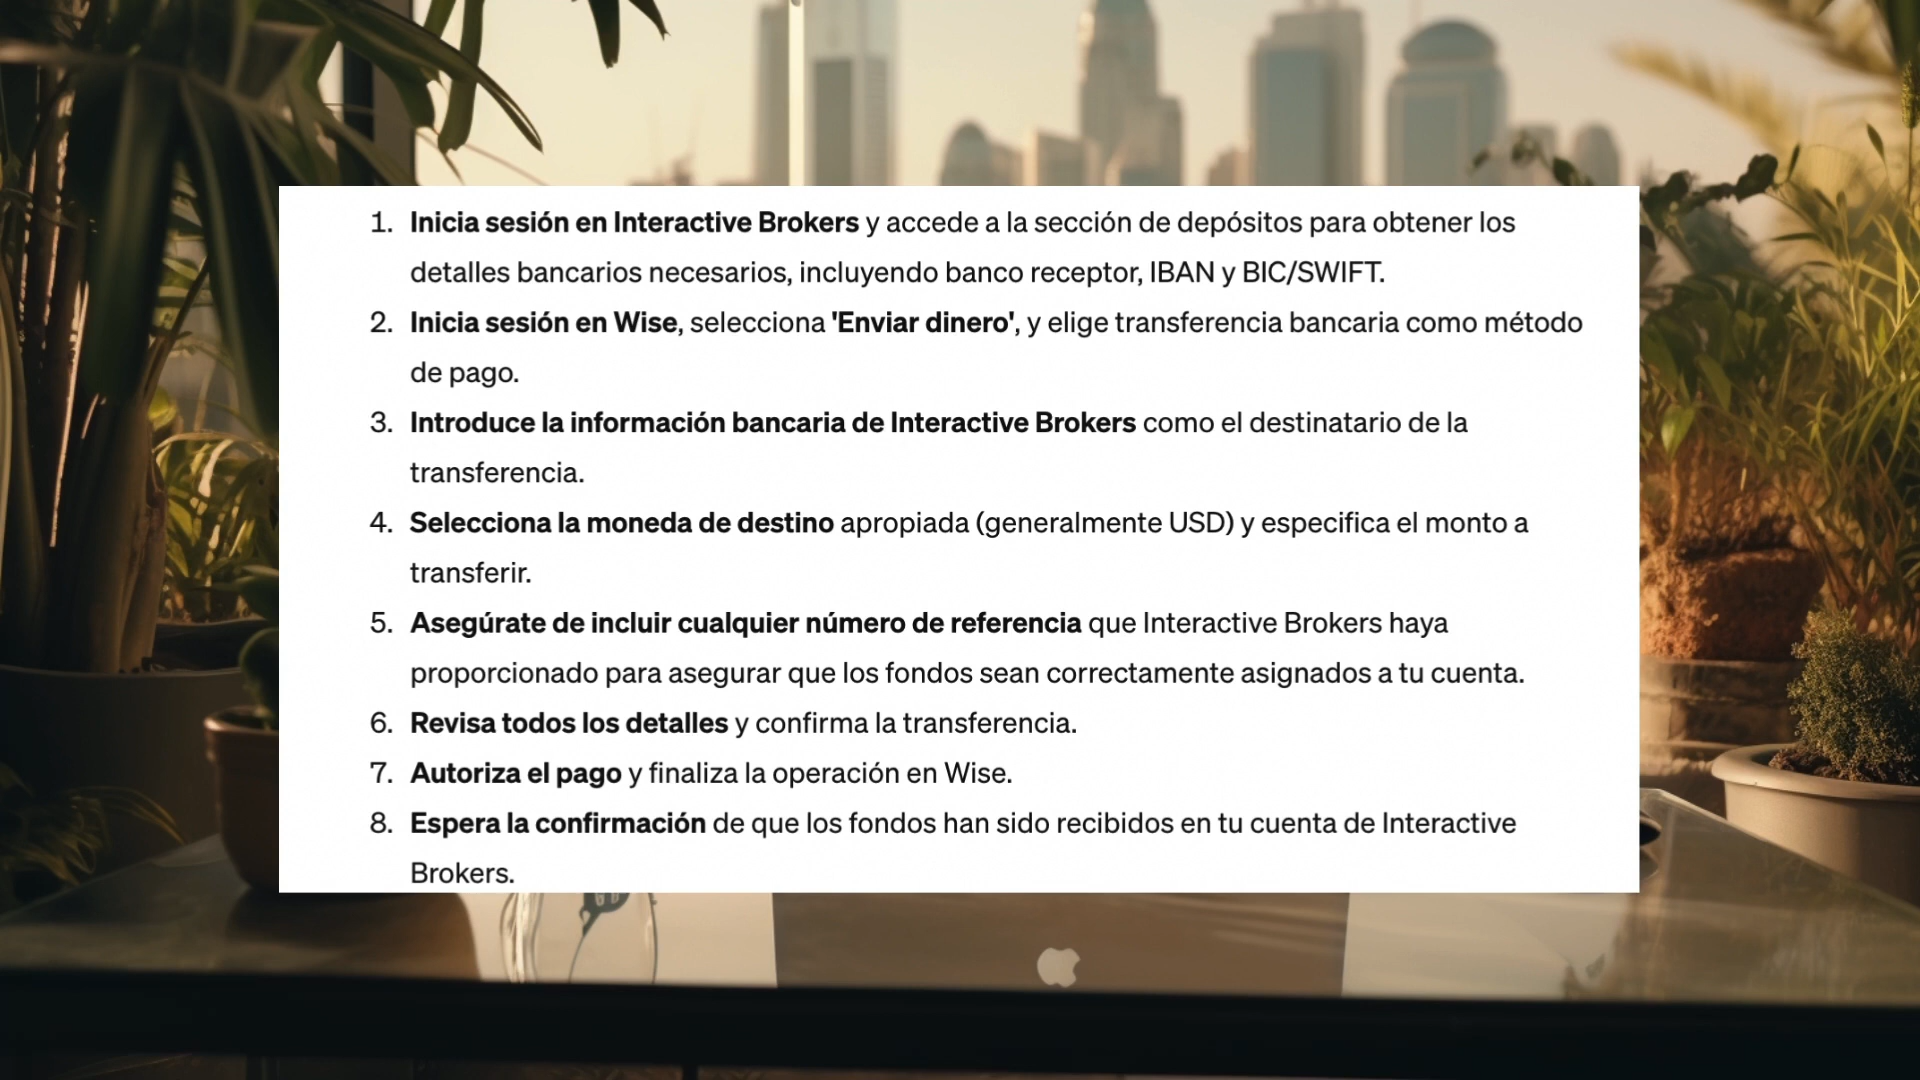 1. Inicia sesión en Interactive Brokers y accede a la sección de depósitos para obtener los
detalles bancarios necesarios, incluyendo banco receptor, IBAN y BIC/SWIFT.
2. Inicia sesión en Wise, selecciona 'Enviar dinero', y elige transferencia bancaria como método
de pago.
3. Introduce la información bancaria de Interactive Brokers como el destinatario de la
transferencia.
4. Selecciona la moneda de destino apropiada (generalmente USD) y especifica el monto a
transferir.
5. Asegúrate de incluir cualquier número de referencia que Interactive Brokers haya
proporcionado para asegurar que los fondos sean correctamente asignados a tu cuenta.
6. Revisa todos los detalles y confirma la transferencia.
7. Autoriza el pago y finaliza la operación en Wise.
8. Espera la confirmación de que los fondos han sido recibidos en tu cuenta de Interactive
Brokers.